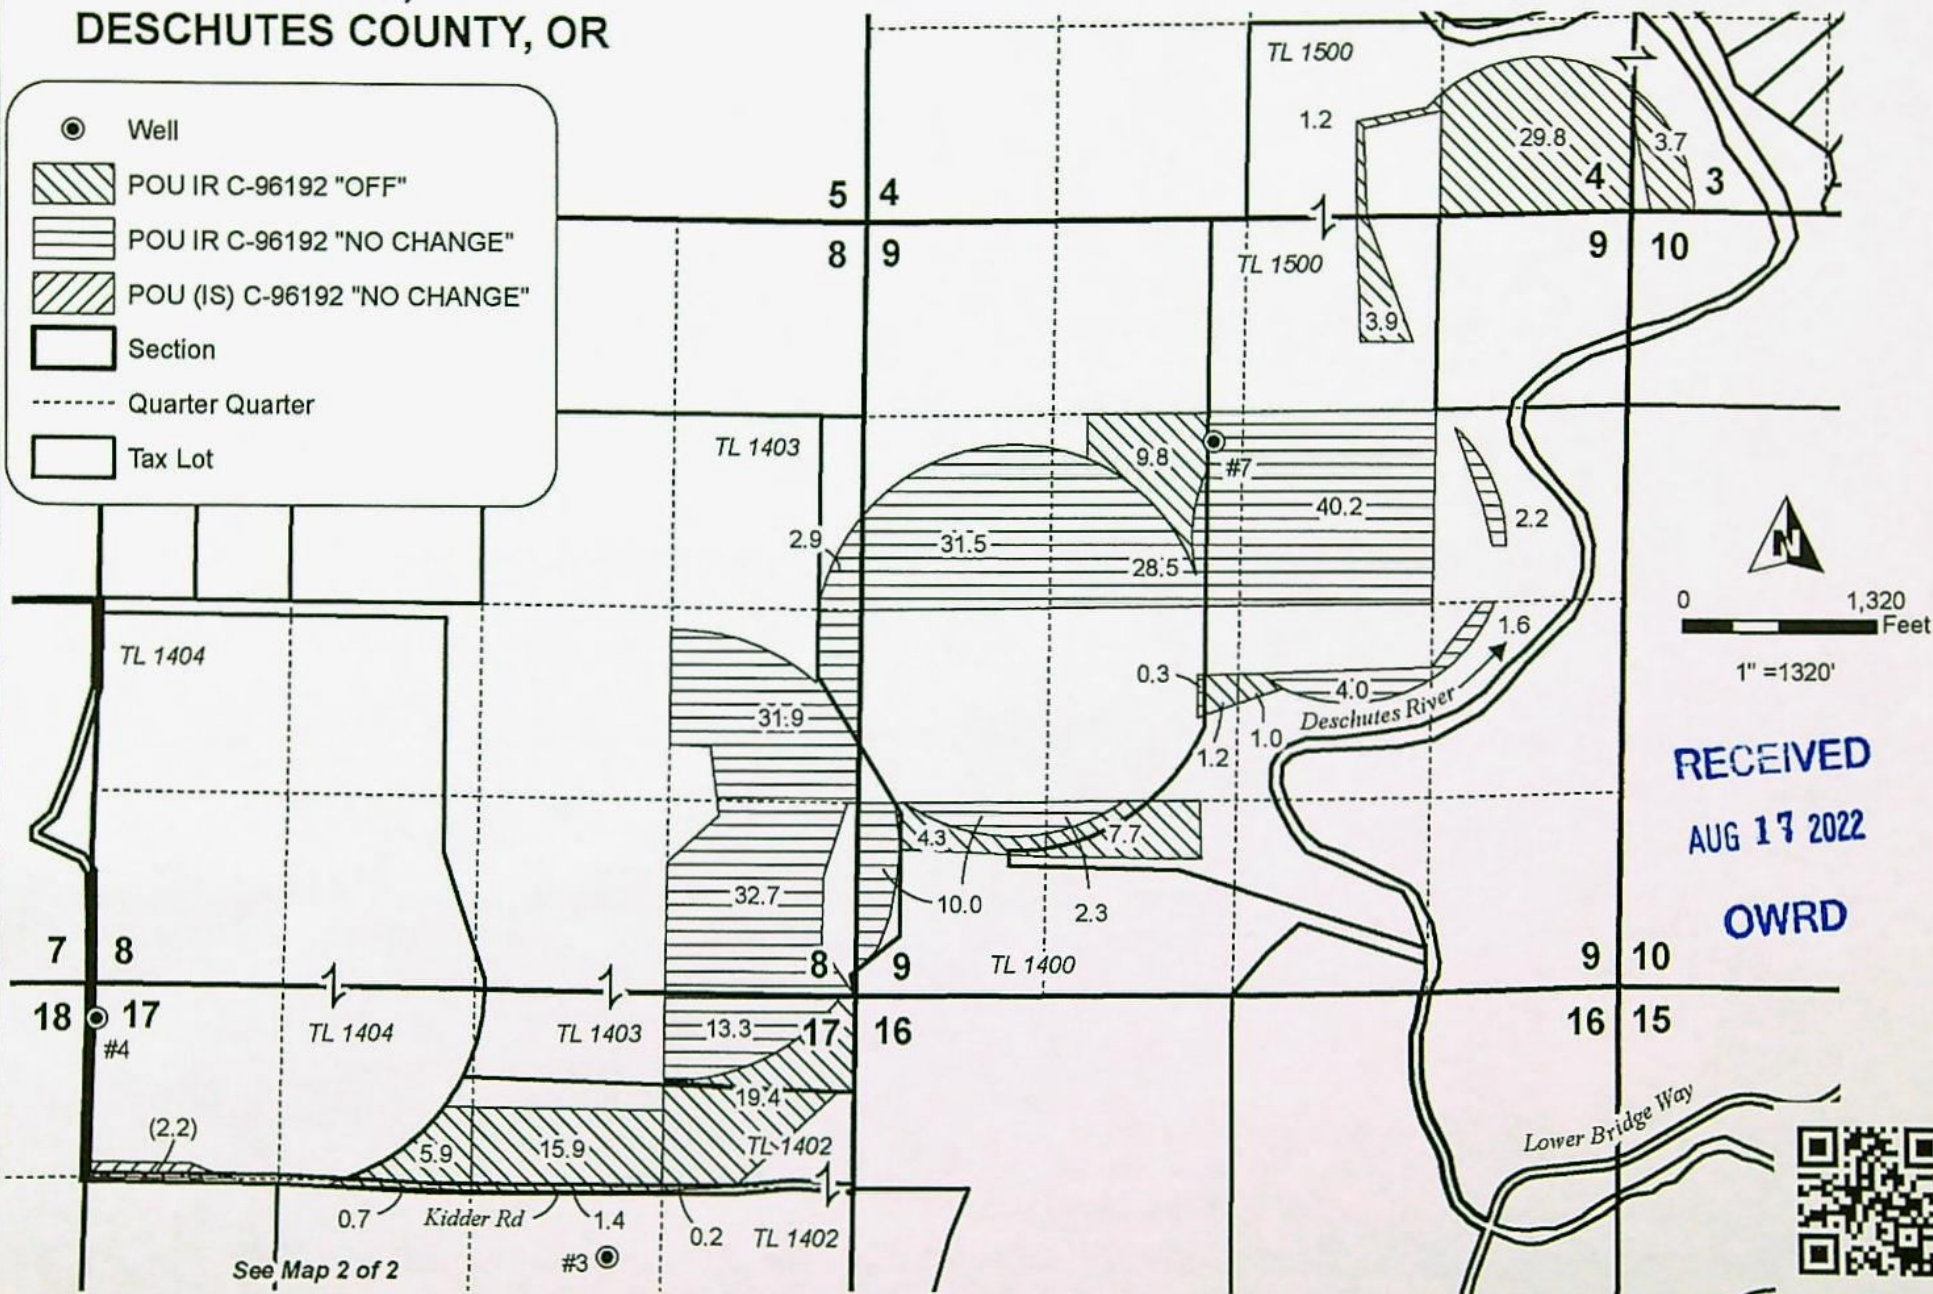 DESCHUTES COUNTY, OR
Well
POU IR C-96192 "OFF"
POU IR C-96192 "NO CHANGE"
POU (IS) C-96192 "NO CHANGE"
Section
Quarter Quarter
Tax Lot
TL 1500
1.2
29.8
3.7
5 4
4 3
8 9
9 10
TL 1500
3.9
TL 1403
9.8
#7
40.2
2.2
2.9
31.5
28.5
N
0 1,320
Feet
1" =1320'
TL 1404
1.6
0.3
4.0
Deschutes River
31.9
1.2
1.0
RECEIVED
AUG 17 2022
OWRD
4.3
7.7
32.7
10.0
2.3
7 8
8 9
TL 1400
9 10
18 17
#4
TL 1404
TL 1403
13.3
17 16
16 15
19.4
(2.2)
5.9
15.9
TL 1402
Lower Bridge Way
0.7
Kidder Rd
1.4
0.2
TL 1402
#3
See Map 2 of 2